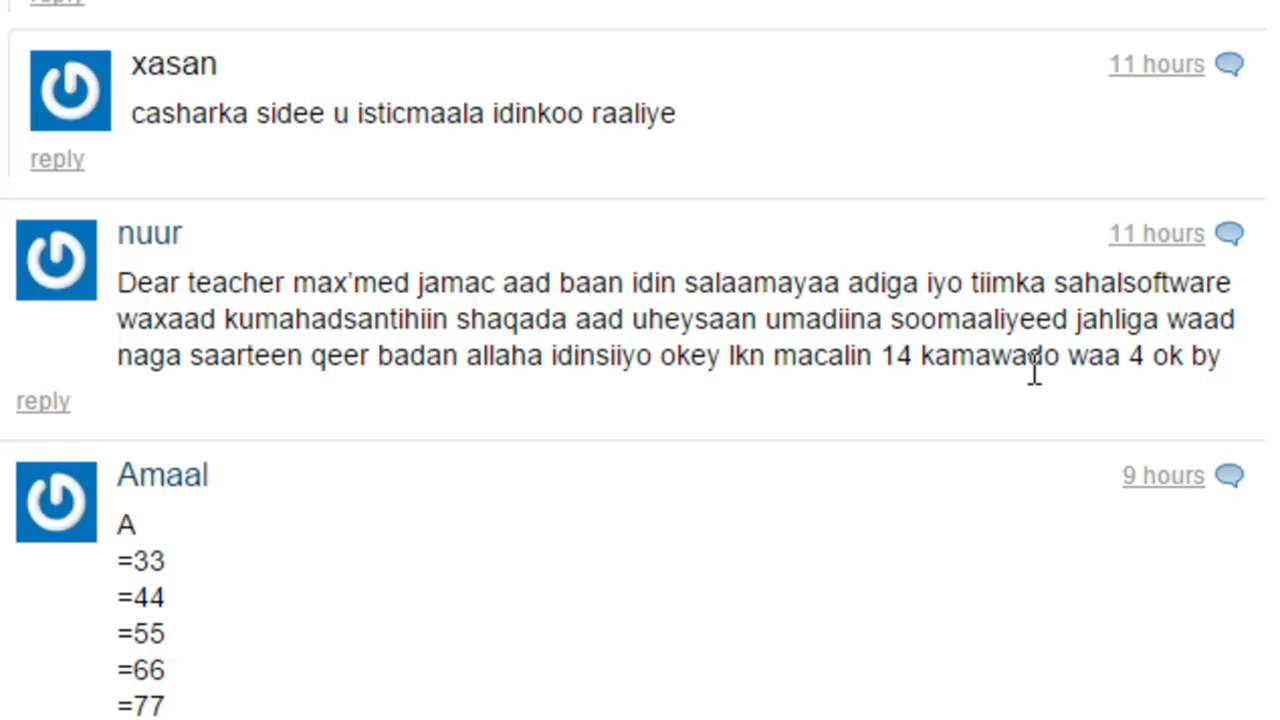 reply
xasan
11 hours
casharka sidee u isticmaala idinkoo raaliye
reply
nuur
11 hours
Dear teacher max'med jamac aad baan idin salaamayaa adiga iyo tiimka sahalsoftware
waxaad kumahadsantihiin shaqada aad uheysaan umadiina soomaaliyeed jahliga waad
naga saarteen qeer badan allaha idinsiiyo okey lkn macalin 14 kamawado waa 4 ok by
reply
Amaal
9 hours
A
=33
=44
=55
=66
=77